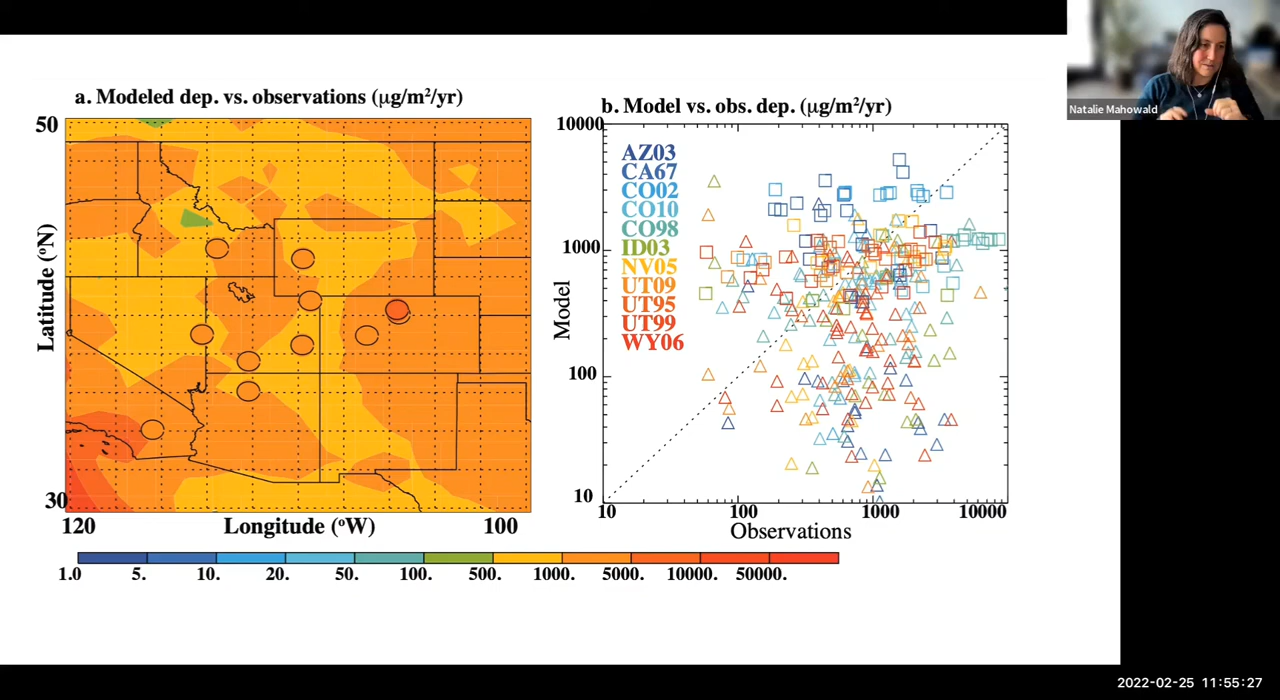 Natalie Mahowald
a. Modeled dep. vs. observations (μg/m²/yr)
50
Latitude (°N)
30
120
Longitude (°W)
100
b. Model vs. obs. dep. (μg/m²/yr)
10000
1000
100
10
Model
AZ03
CA67
CO02
CO10
CO98
ID03
NV05
UT09
UT95
UT99
WY06
10
100
1000
10000
Observations
1.0 5. 10. 20. 50. 100. 500. 1000. 5000. 10000. 50000.
2022-02-25 11:55:27